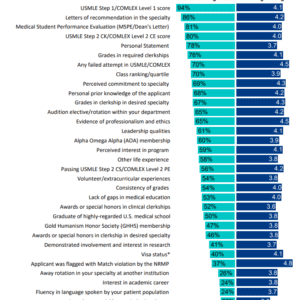 USMLE Step 1/COMLEX Level 1 score 94% 4.1
Letters of recommendation in the specialty 86% 4.2
Medical Student Performance Evaluation (MSPE/Dean's Letter) 81% 4.0
USMLE Step 2 CK/COMLEX Level 2 CE score 80% 4.0
Personal Statement 78% 3.7
Grades in required clerkships 76% 4.1
Any failed attempt in USMLE/COMLEX 70% 4.5
Class ranking/quartile 70% 3.9
Perceived commitment to specialty 69% 4.3
Personal prior knowledge of the applicant 68% 4.2
Grades in clerkship in desired specialty 67% 4.3
Audition elective/rotation within your department 65% 4.2
Evidence of professionalism and ethics 65% 4.5
Leadership qualities 61% 4.1
Alpha Omega Alpha (AOA) membership 60% 3.9
Perceived interest in program 59% 4.1
Other life experience 58% 3.8
Passing USMLE Step 2 CS/COMLEX Level 2 PE 56% 4.2
Volunteer/extracurricular experiences 54% 3.8
Consistency of grades 54% 4.0
Lack of gaps in medical education 53% 4.0
Awards or special honors in clinical clerkships 52% 3.8
Graduate of highly-regarded U.S. medical school 50% 3.8
Gold Humanism Honor Society (GHHS) membership 47%
Awards or special honors in clerkship in desired specialty 46% 3.8
Demonstrated involvement and interest in research 41% 3.7
Visa status* 40% 4.1
Applicant was flagged with Match violation by the NRMP 37% 4.8
Away rotation in your specialty at another institution 26% 3.8
Interest in academic career 24% 3.8
Fluency in language spoken by your patient population 24% 3.7